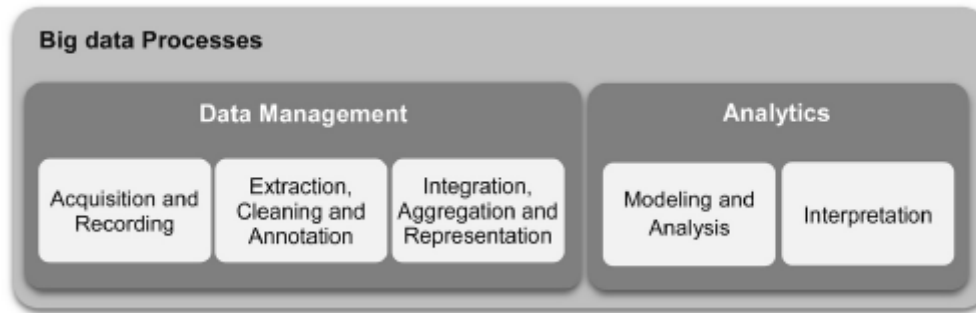 Big data Processes
Data Management
Analytics
Acquisition and
Recording
Extraction,
Cleaning and
Annotation
Integration,
Aggregation and
Representation
Modeling and
Analysis
Interpretation